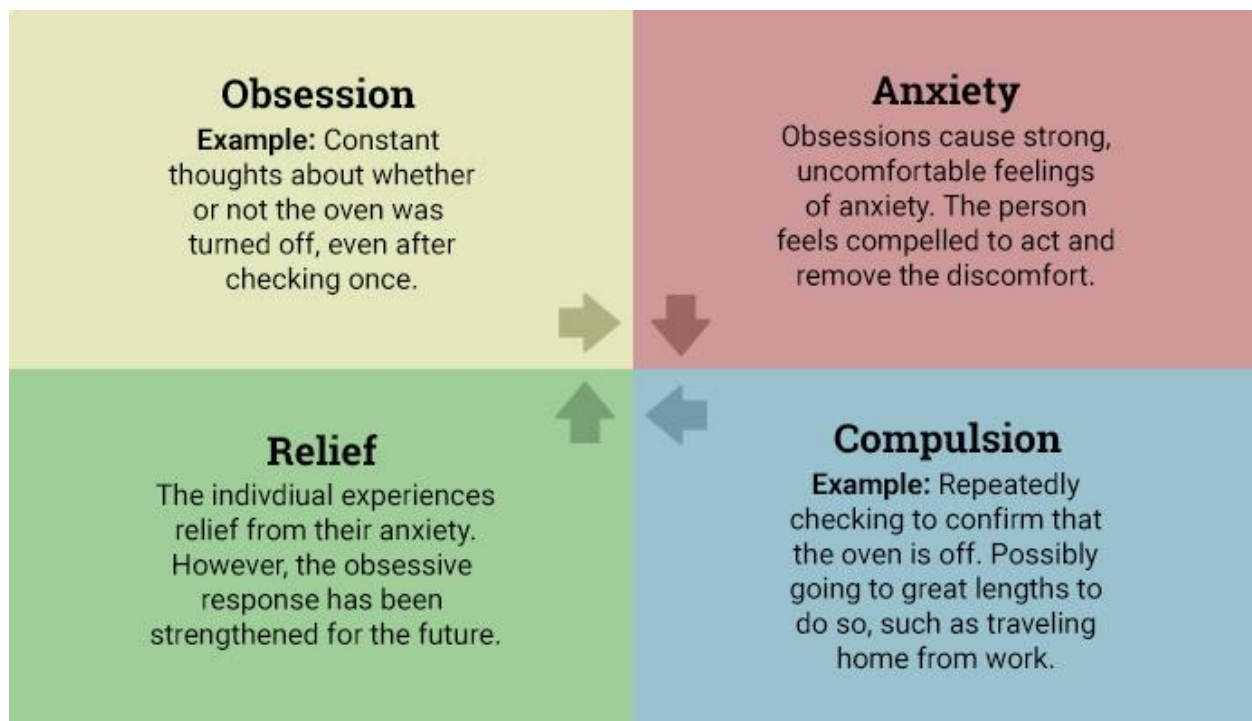 Obsession
Example: Constant
thoughts about whether
or not the oven was
turned off, even after
checking once.
Anxiety
Obsessions cause strong,
uncomfortable feelings
of anxiety. The person
feels compelled to act and
remove the discomfort.
Relief
The indivdiual experiences
relief from their anxiety.
However, the obsessive
response has been
strengthened for the future.
Compulsion
Example: Repeatedly
checking to confirm that
the oven is off. Possibly
going to great lengths to
do so, such as traveling
home from work.